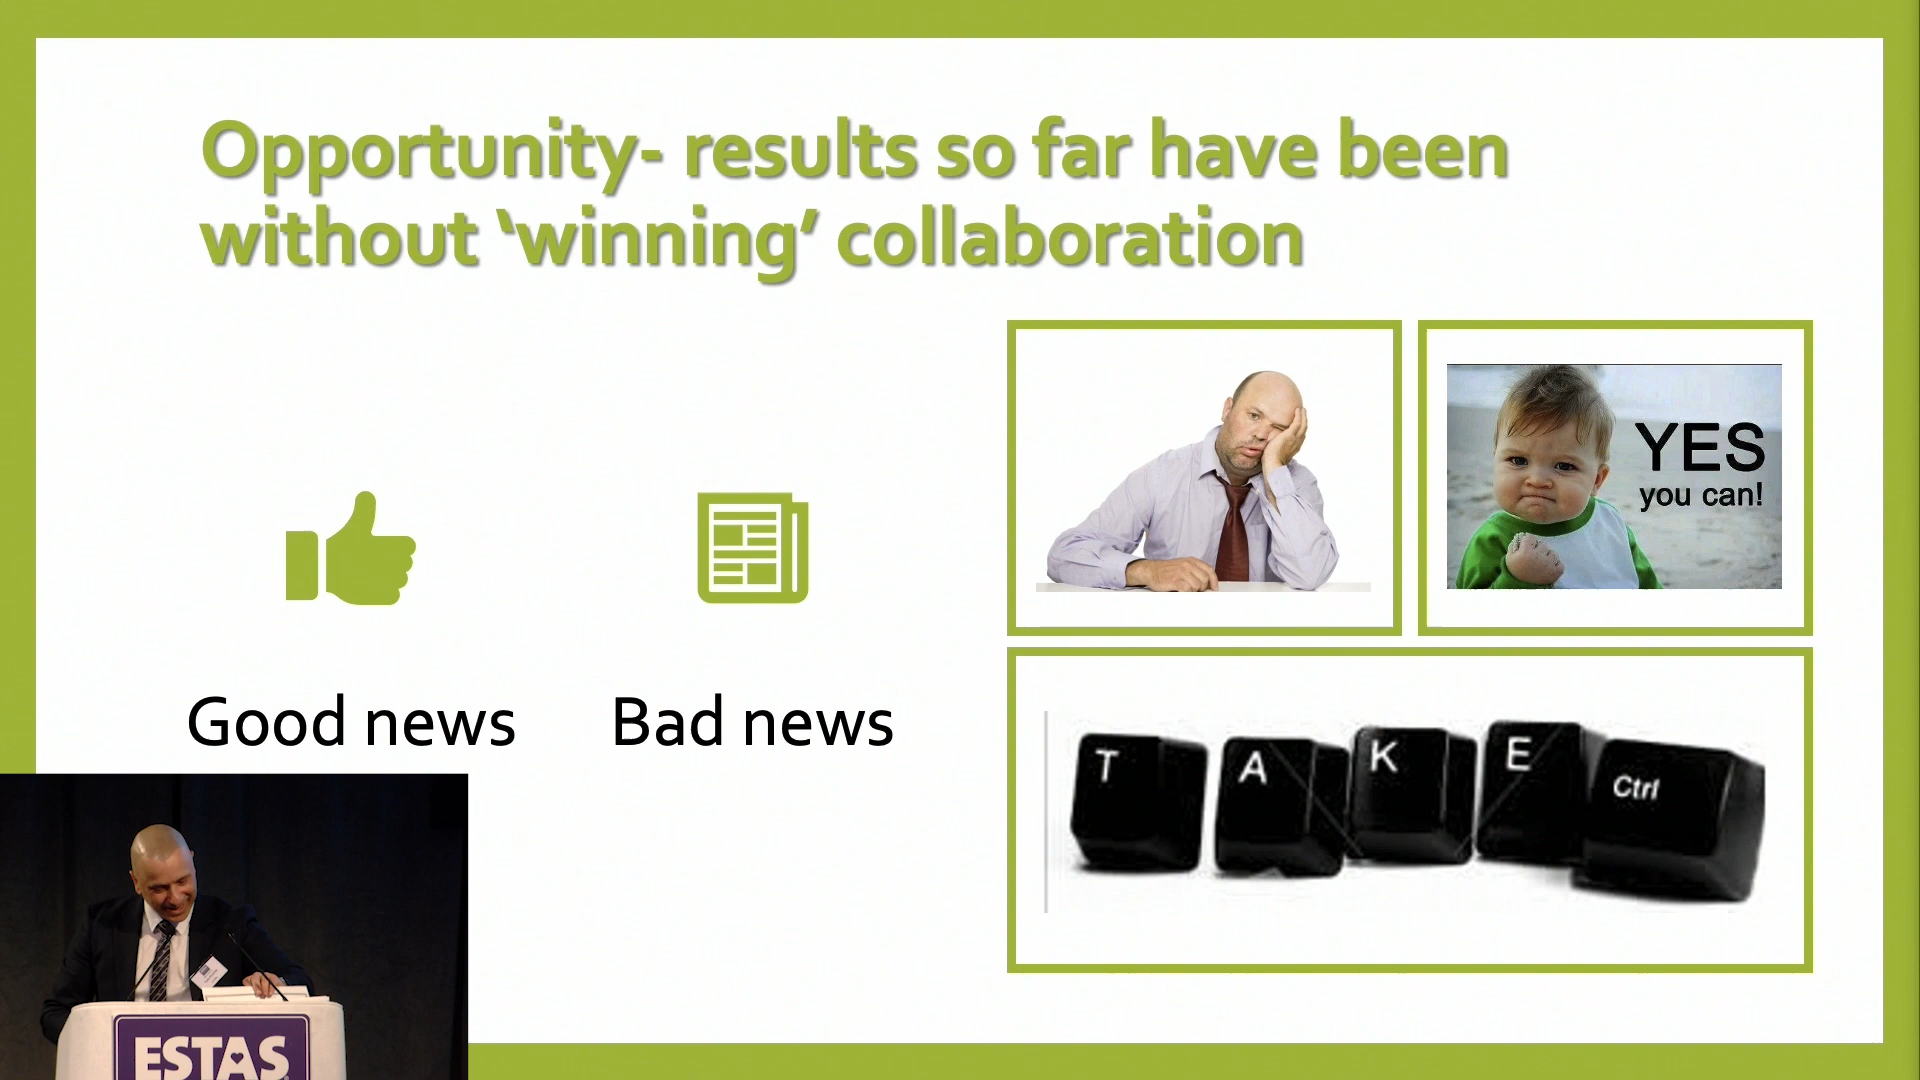 Opportunity- results so far have been
without ‘winning’ collaboration
YES
you can!
Good news
Bad news
T A K E Ctrl
ESTAS